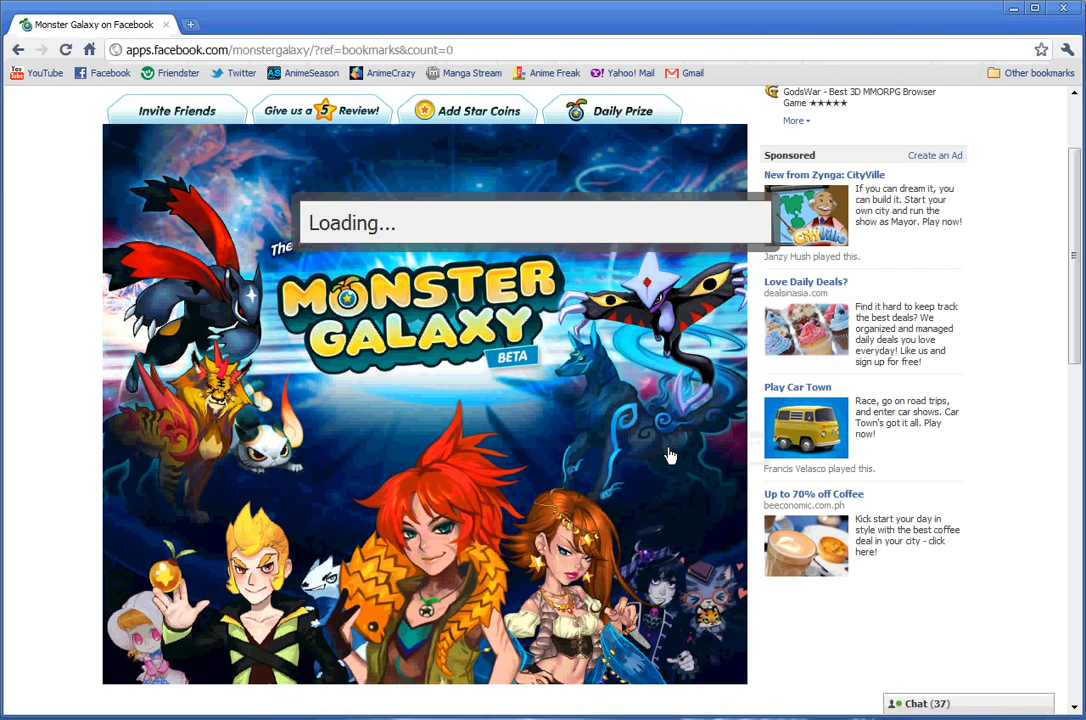 Monster Galaxy on Facebook
apps.facebook.com/monstergalaxy/?ref=bookmarks&count=0
YouTube Facebook Friendster Twitter AnimeSeason AnimeCrazy Manga Stream Anime Freak Yahoo! Mail Gmail Other bookmarks
Invite Friends Give us a 5 Review! Add Star Coins Daily Prize
Loading...
The
MONSTER
GALAXY
BETA
GodsWar - Best 3D MMORPG Browser
Game ★★★★★
More
Sponsored Create an Ad
New from Zynga: CityVille
If you can dream it, you
can build it. Start your
own city and run the
show as Mayor. Play now!
CityVille
Janzy Hush played this.
Love Daily Deals?
dealsinasia.com
Find it hard to keep track
the best deals? We
organized and managed
daily deals you love
everyday! Like us and
sign up for free!
Play Car Town
Race, go on road trips,
and enter car shows. Car
Town's got it all. Play
now!
Francis Velasco played this.
Up to 70% off Coffee
beeconomic.com.ph
Kick start your day in
style with the best coffee
deal in your city - click
here!
Chat (37)